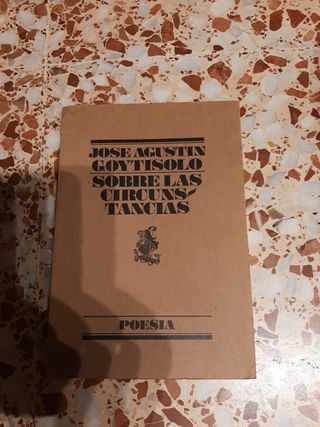 JOSE AGUSTIN
GOYTISOLO
SOBRE LAS
CIRCUNS-
TANCIAS
POESIA